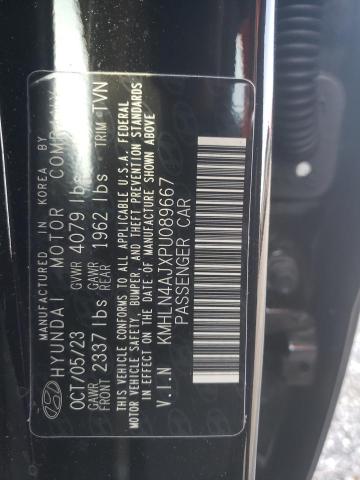 MANUFACTURED IN KOREA BY
HYUNDAI MOTOR COMPANY
OCT/05/23 GVWR 4079 lbs
GAWR FRONT 2337 lbs GAWR REAR 1962 lbs TRIM TVN
THIS VEHICLE CONFORMS TO ALL APPLICABLE U.S.A. FEDERAL
MOTOR VEHICLE SAFETY, BUMPER, AND THEFT PREVENTION STANDARDS
IN EFFECT ON THE DATE OF MANUFACTURE SHOWN ABOVE
V.I.N KMHLN4AJXPU089667
PASSENGER CAR